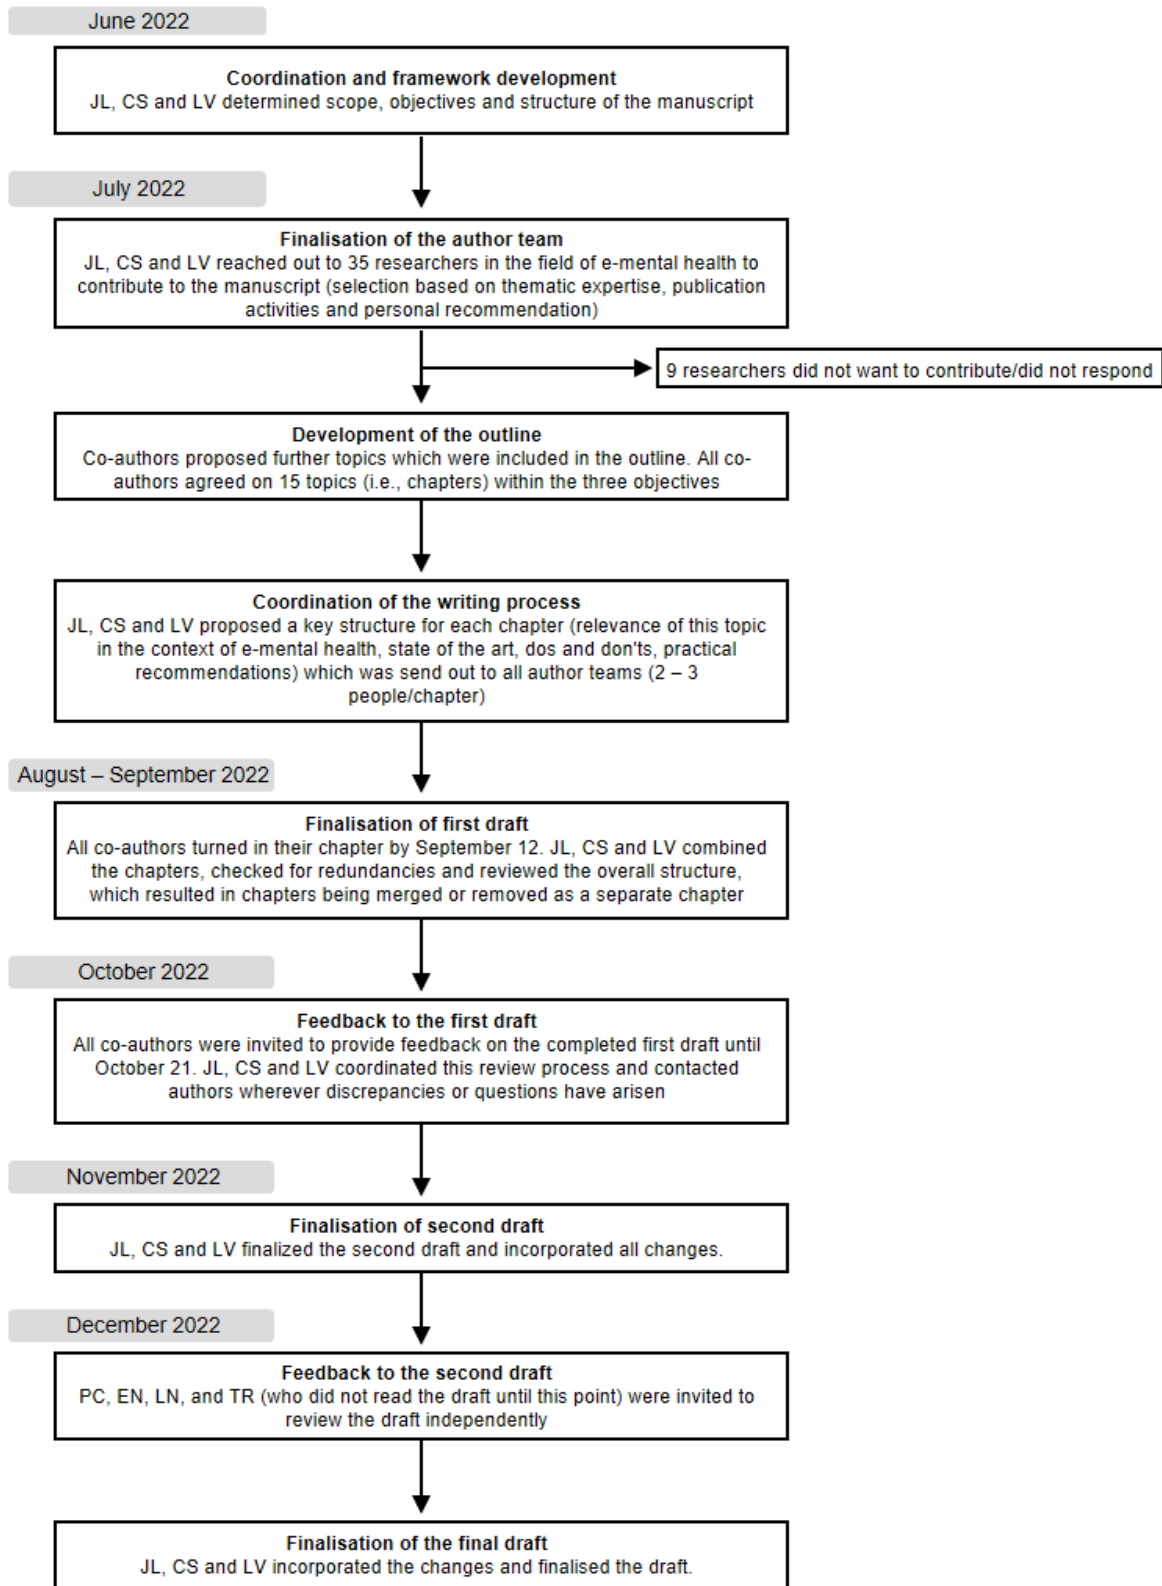 June 2022
Coordination and framework development
JL, CS and LV determined scope, objectives and structure of the manuscript
July 2022
Finalisation of the author team
JL, CS and LV reached out to 35 researchers in the field of e-mental health to
contribute to the manuscript (selection based on thematic expertise, publication
activities and personal recommendation)
9 researchers did not want to contribute/did not respond
Development of the outline
Co-authors proposed further topics which were included in the outline. All co-
authors agreed on 15 topics (i.e., chapters) within the three objectives
Coordination of the writing process
JL, CS and LV proposed a key structure for each chapter (relevance of this topic
in the context of e-mental health, state of the art, dos and don'ts, practical
recommendations) which was send out to all author teams (2 – 3
people/chapter)
August – September 2022
Finalisation of first draft
All co-authors turned in their chapter by September 12. JL, CS and LV combined
the chapters, checked for redundancies and reviewed the overall structure,
which resulted in chapters being merged or removed as a separate chapter
October 2022
Feedback to the first draft
All co-authors were invited to provide feedback on the completed first draft until
October 21. JL, CS and LV coordinated this review process and contacted
authors wherever discrepancies or questions have arisen
November 2022
Finalisation of second draft
JL, CS and LV finalized the second draft and incorporated all changes.
December 2022
Feedback to the second draft
PC, EN, LN, and TR (who did not read the draft until this point) were invited to
review the draft independently
Finalisation of the final draft
JL, CS and LV incorporated the changes and finalised the draft.